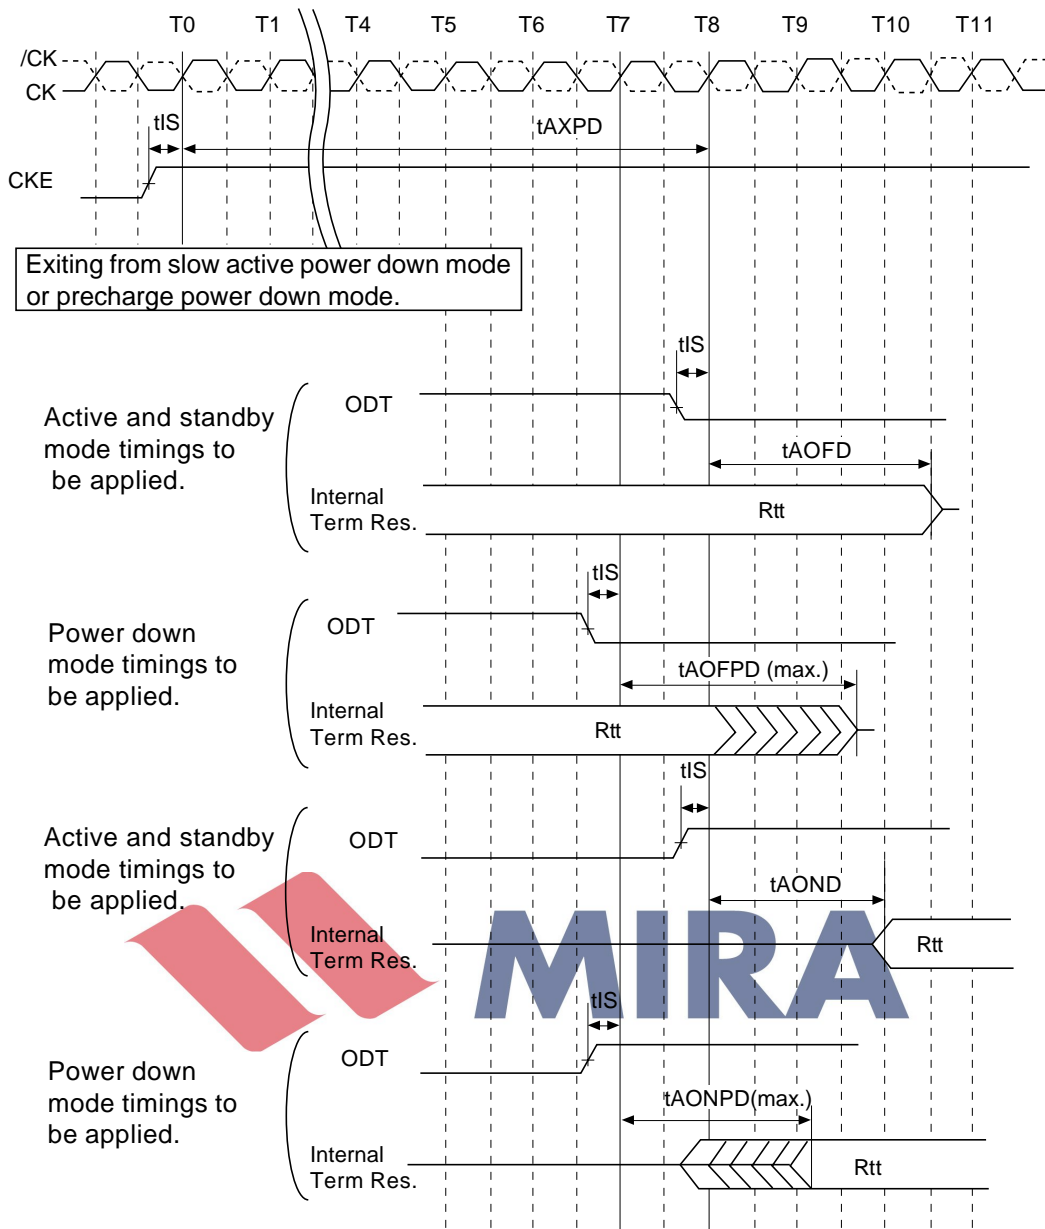 T0 T1 T4 T5 T6 T7 T8 T9 T10 T11
/CK
CK
tIS
tAXPD
CKE
Exiting from slow active power down mode
or precharge power down mode.
tIS
ODT
Active and standby
mode timings to
be applied.
tAOFD
Internal
Term Res.
Rtt
tIS
ODT
Power down
mode timings to
be applied.
tAOFPD (max.)
Internal
Term Res.
Rtt
tIS
ODT
Active and standby
mode timings to
be applied.
tAOND
MIRA
Internal
Term Res.
Rtt
tIS
ODT
Power down
mode timings to
be applied.
tAONPD(max.)
Internal
Term Res.
Rtt